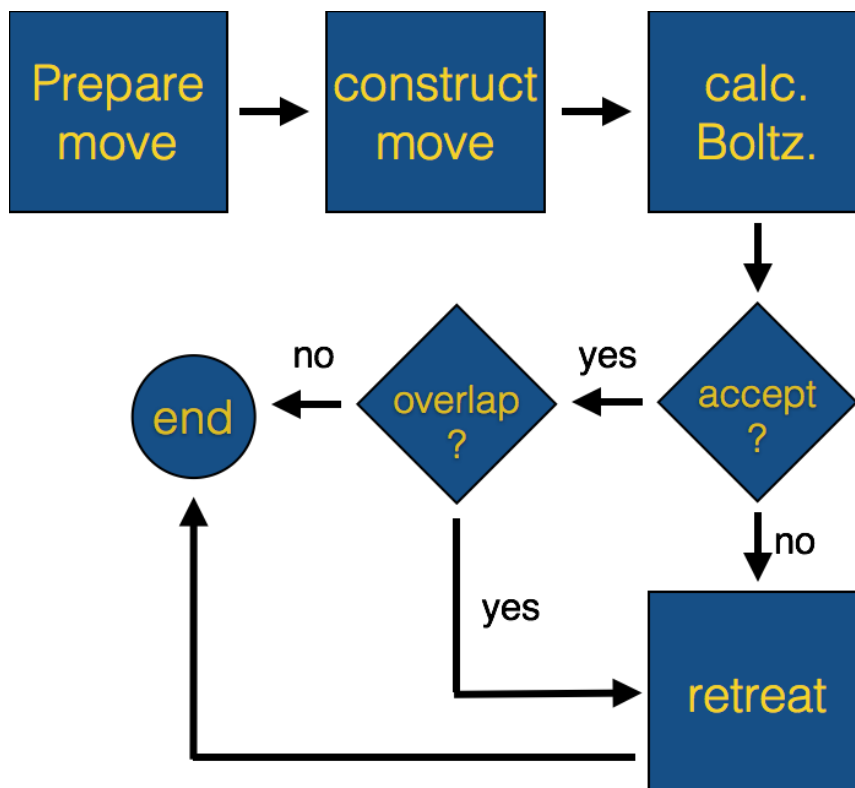 Prepare
move
construct
move
calc.
Boltz.
accept
?
yes
overlap
?
no
end
no
yes
retreat